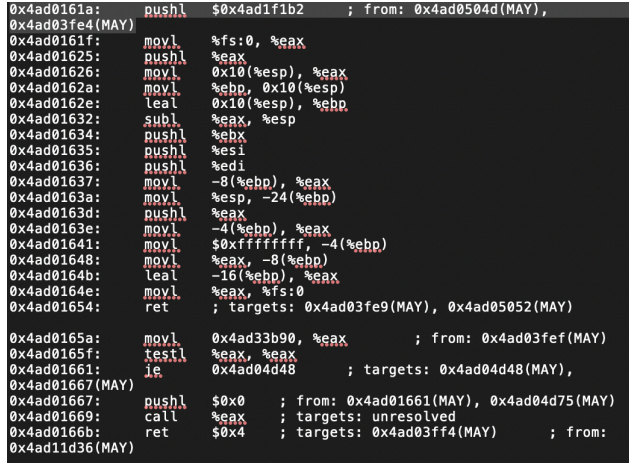 0x4ad0161a: pushl $0x4ad1f1b2 ; from: 0x4ad0504d(MAY),
0x4ad03fe4(MAY)
0x4ad0161f: movl %fs:0, %eax
0x4ad01625: pushl %eax
0x4ad01626: movl 0x10(%esp), %eax
0x4ad0162a: movl %ebp, 0x10(%esp)
0x4ad0162e: leal 0x10(%esp), %ebp
0x4ad01632: subl %eax, %esp
0x4ad01634: pushl %ebx
0x4ad01635: pushl %esi
0x4ad01636: pushl %edi
0x4ad01637: movl -8(%ebp), %eax
0x4ad0163a: movl %esp, -24(%ebp)
0x4ad0163d: pushl %eax
0x4ad0163e: movl -4(%ebp), %eax
0x4ad01641: movl $0xffffffff, -4(%ebp)
0x4ad01648: movl %eax, -8(%ebp)
0x4ad0164b: leal -16(%ebp), %eax
0x4ad0164e: movl %eax, %fs:0
0x4ad01654: ret ; targets: 0x4ad03fe9(MAY), 0x4ad05052(MAY)
0x4ad0165a: movl 0x4ad33b90, %eax ; from: 0x4ad03fef(MAY)
0x4ad0165f: testl %eax, %eax
0x4ad01661: je 0x4ad04d48 ; targets: 0x4ad04d48(MAY),
0x4ad01667(MAY)
0x4ad01667: pushl $0x0 ; from: 0x4ad01661(MAY), 0x4ad04d75(MAY)
0x4ad01669: call %eax ; targets: unresolved
0x4ad0166b: ret $0x4 ; targets: 0x4ad03ff4(MAY) ; from:
0x4ad11d36(MAY)